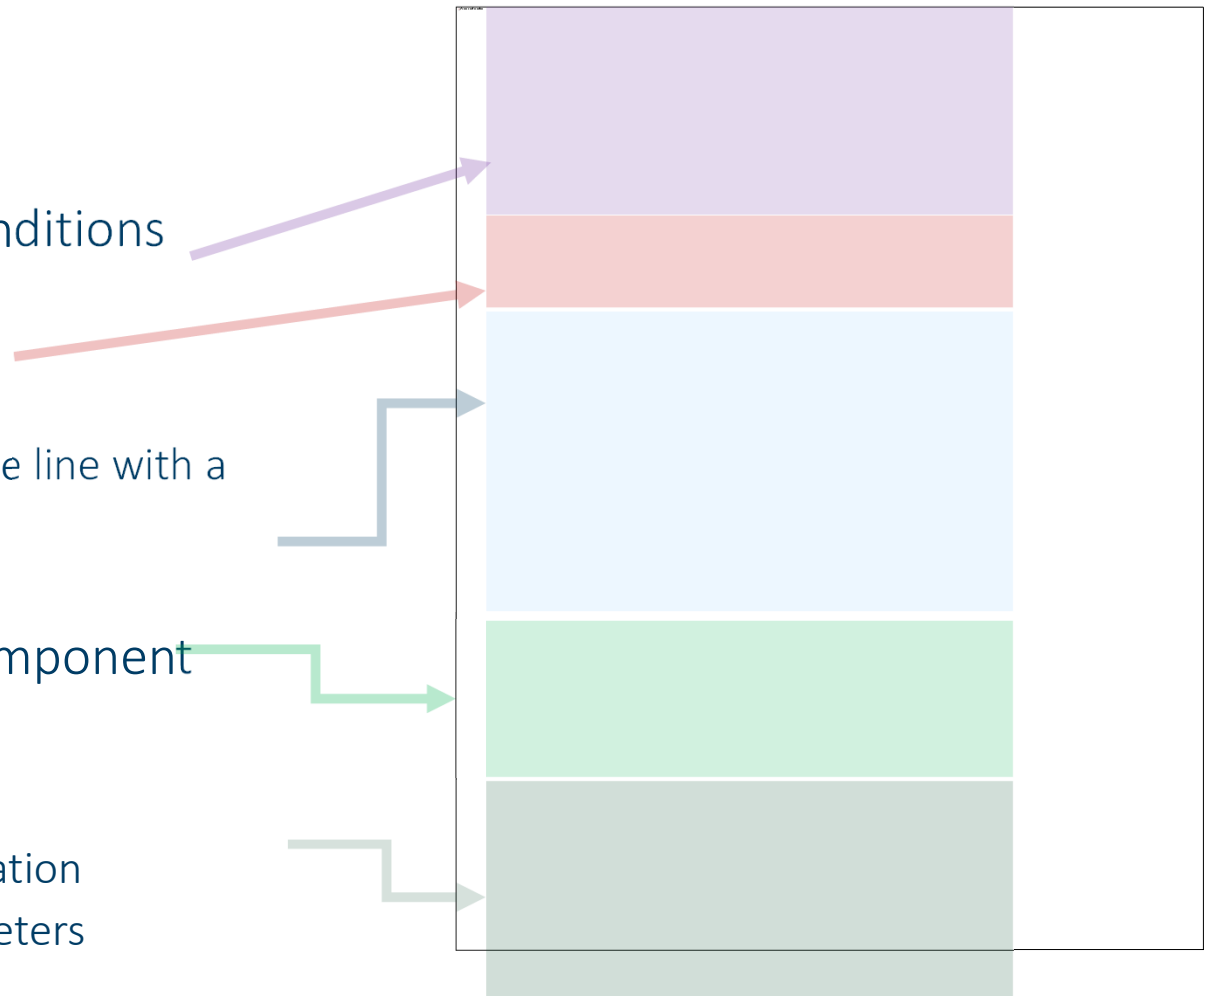 nditions
e line with a
mponent
ation
eters